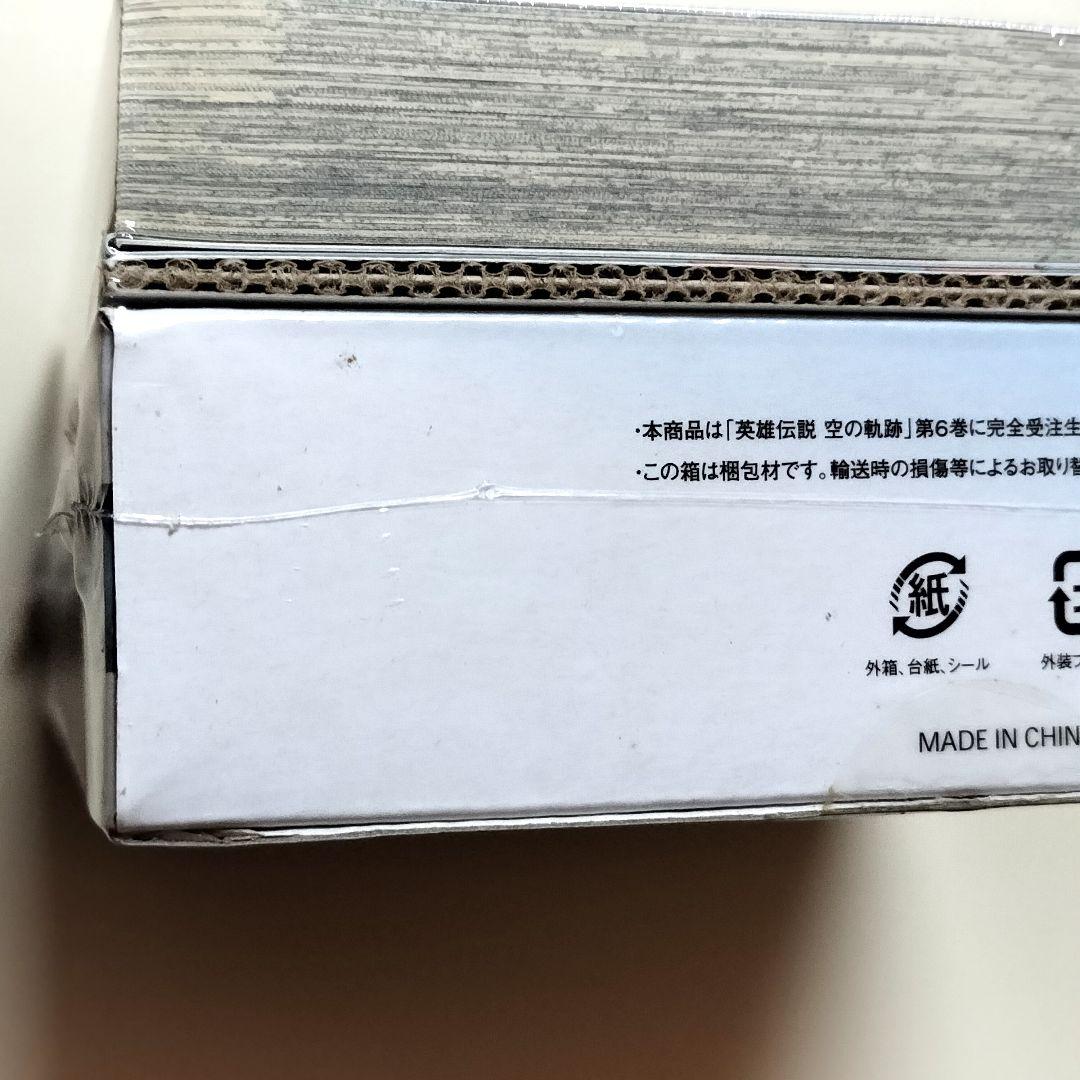 ・本商品は「英雄伝説 空の軌跡」第6巻に完全受注生
・この箱は梱包材です。輸送時の損傷等によるお取り替
紙
外箱、台紙、シール
外装フ
MADE IN CHIN